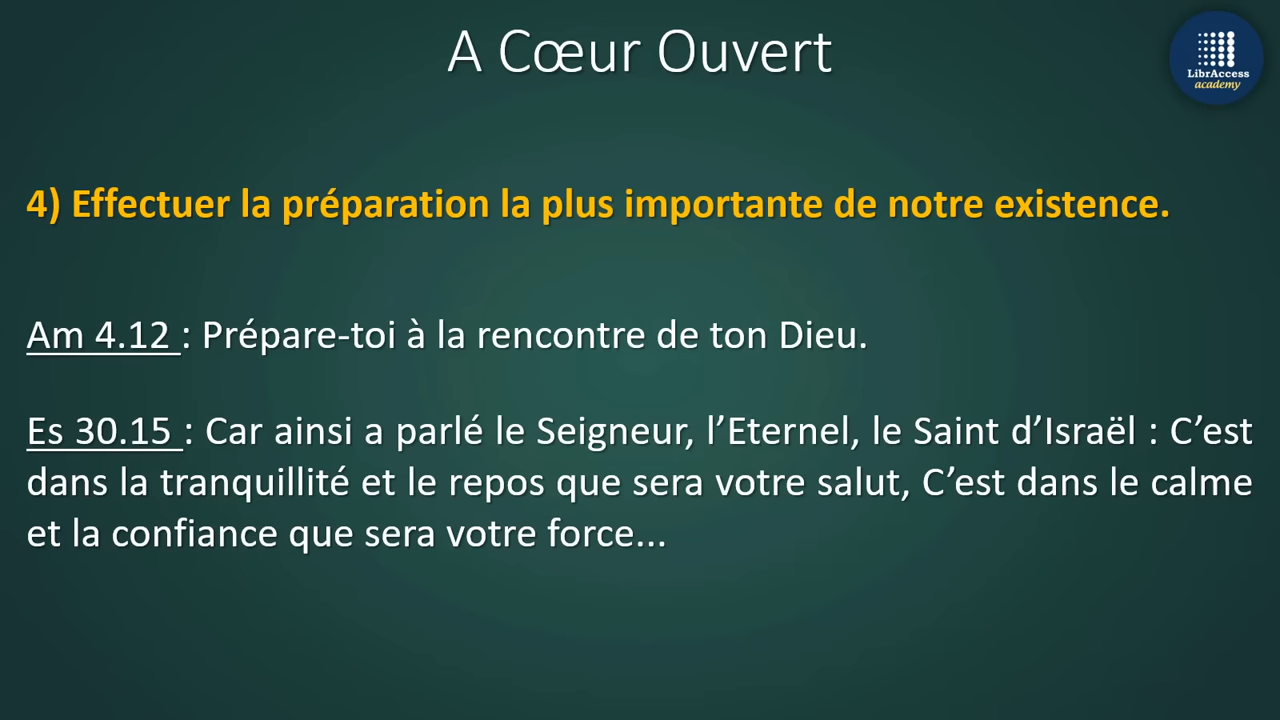 A Cœur Ouvert
LibrAccess
academy
4) Effectuer la préparation la plus importante de notre existence.
Am 4.12 : Prépare-toi à la rencontre de ton Dieu.
Es 30.15 : Car ainsi a parlé le Seigneur, l’Eternel, le Saint d’Israël : C’est
dans la tranquillité et le repos que sera votre salut, C’est dans le calme
et la confiance que sera votre force...